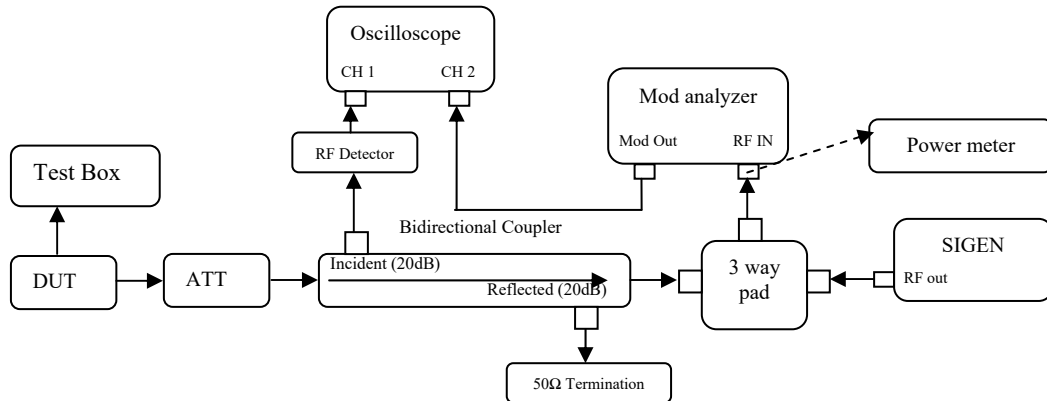 Oscilloscope
CH 1
CH 2
Mod analyzer
Mod Out
RF IN
Power meter
RF Detector
Test Box
Bidirectional Coupler
SIGEN
RF out
DUT
ATT
Incident (20dB)
Reflected (20dB)
3 way
pad
50Ω Termination